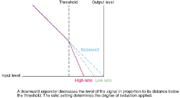 Threshold
Output level
Expanded
Input level
High ratio
Low ratio
A downward expander decreases the level of the signal in proportion to its distance below
the threshold. The ratio setting determines the degree of reduction applied.